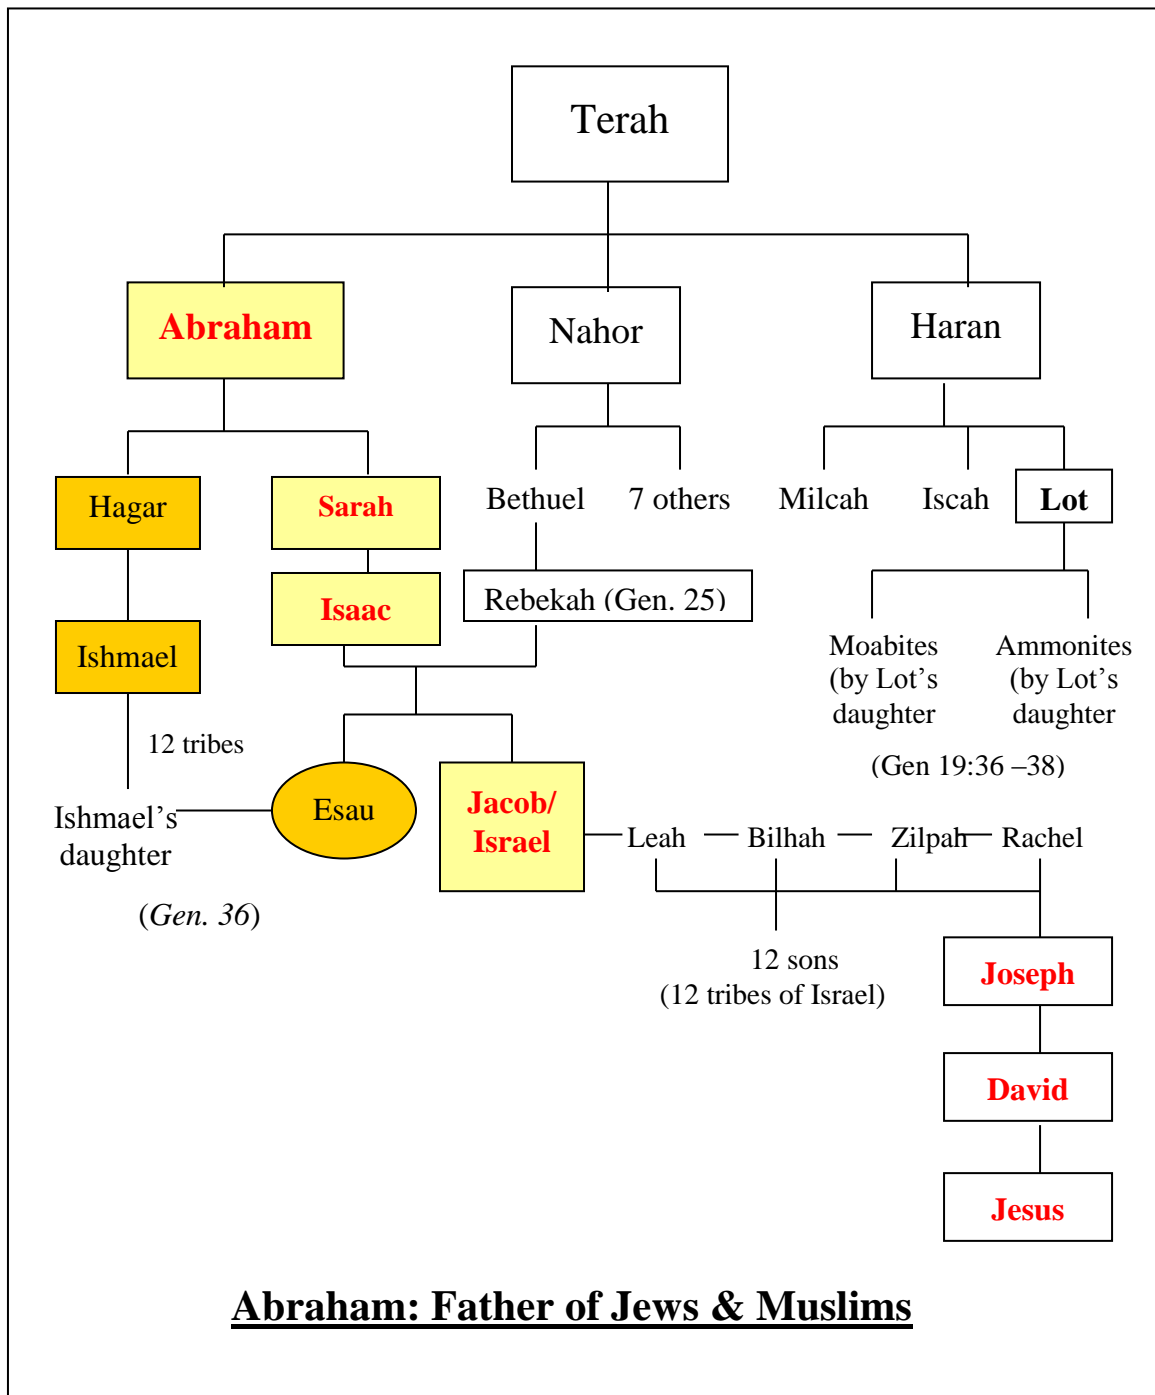 Terah
Abraham
Nahor
Haran
Hagar
Sarah
Bethuel
7 others
Milcah
Iscah
Lot
Isaac
Rebekah (Gen. 25)
Ishmael
Moabites
(by Lot’s
daughter
Ammonites
(by Lot’s
daughter
12 tribes
(Gen 19:36 –38)
Ishmael’s
daughter
Esau
Jacob/
Israel
Leah
Bilhah
Zilpah
Rachel
(Gen. 36)
12 sons
(12 tribes of Israel)
Joseph
David
Jesus
Abraham: Father of Jews & Muslims